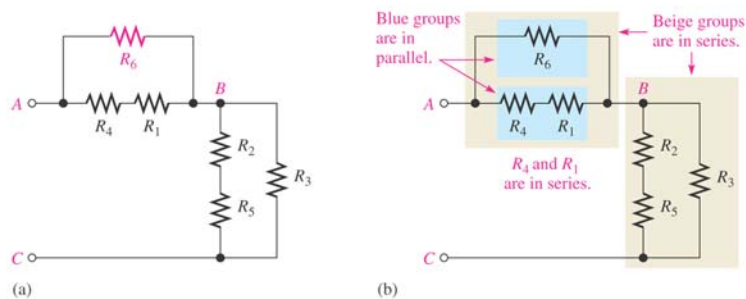 R6
A
B
R4
R1
R2
R3
R5
C
(a)
Blue groups
are in
parallel.
Beige groups
are in series.
R6
A
B
R4
R1
R2
R4 and R1
are in series.
R3
R5
C
(b)